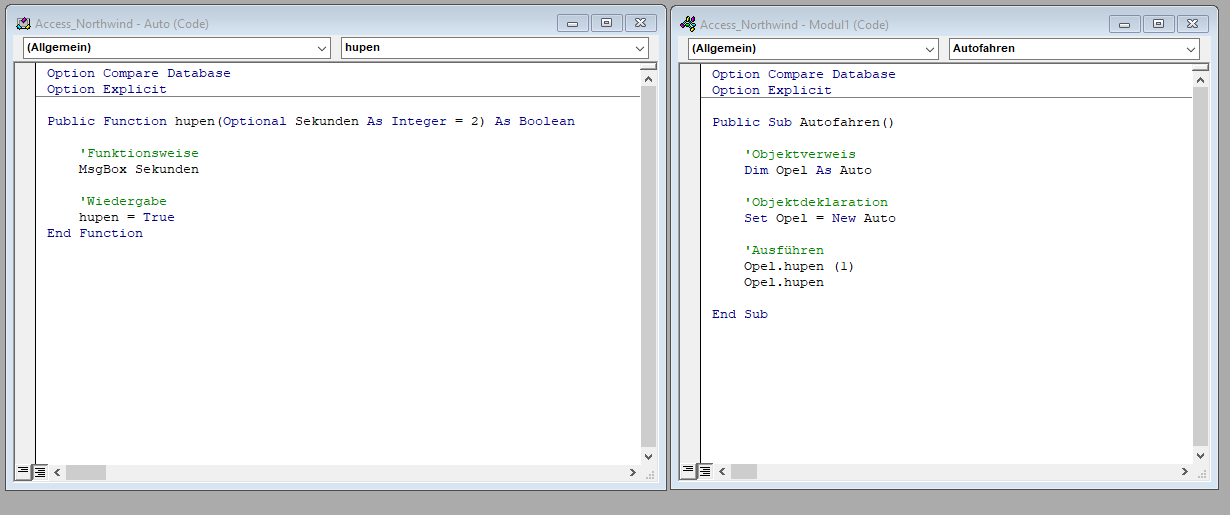 Access_Northwind - Auto (Code)
(Allgemein)
hupen
Option Compare Database
Option Explicit
Public Function hupen(Optional Sekunden As Integer = 2) As Boolean
'Funktionsweise
MsgBox Sekunden
'Wiedergabe
hupen = True
End Function
Access_Northwind - Modul1 (Code)
(Allgemein)
Autofahren
Option Compare Database
Option Explicit
Public Sub Autofahren()
'Objektverweis
Dim Opel As Auto
'Objektdeklaration
Set Opel = New Auto
'Ausführen
Opel.hupen (1)
Opel.hupen
End Sub